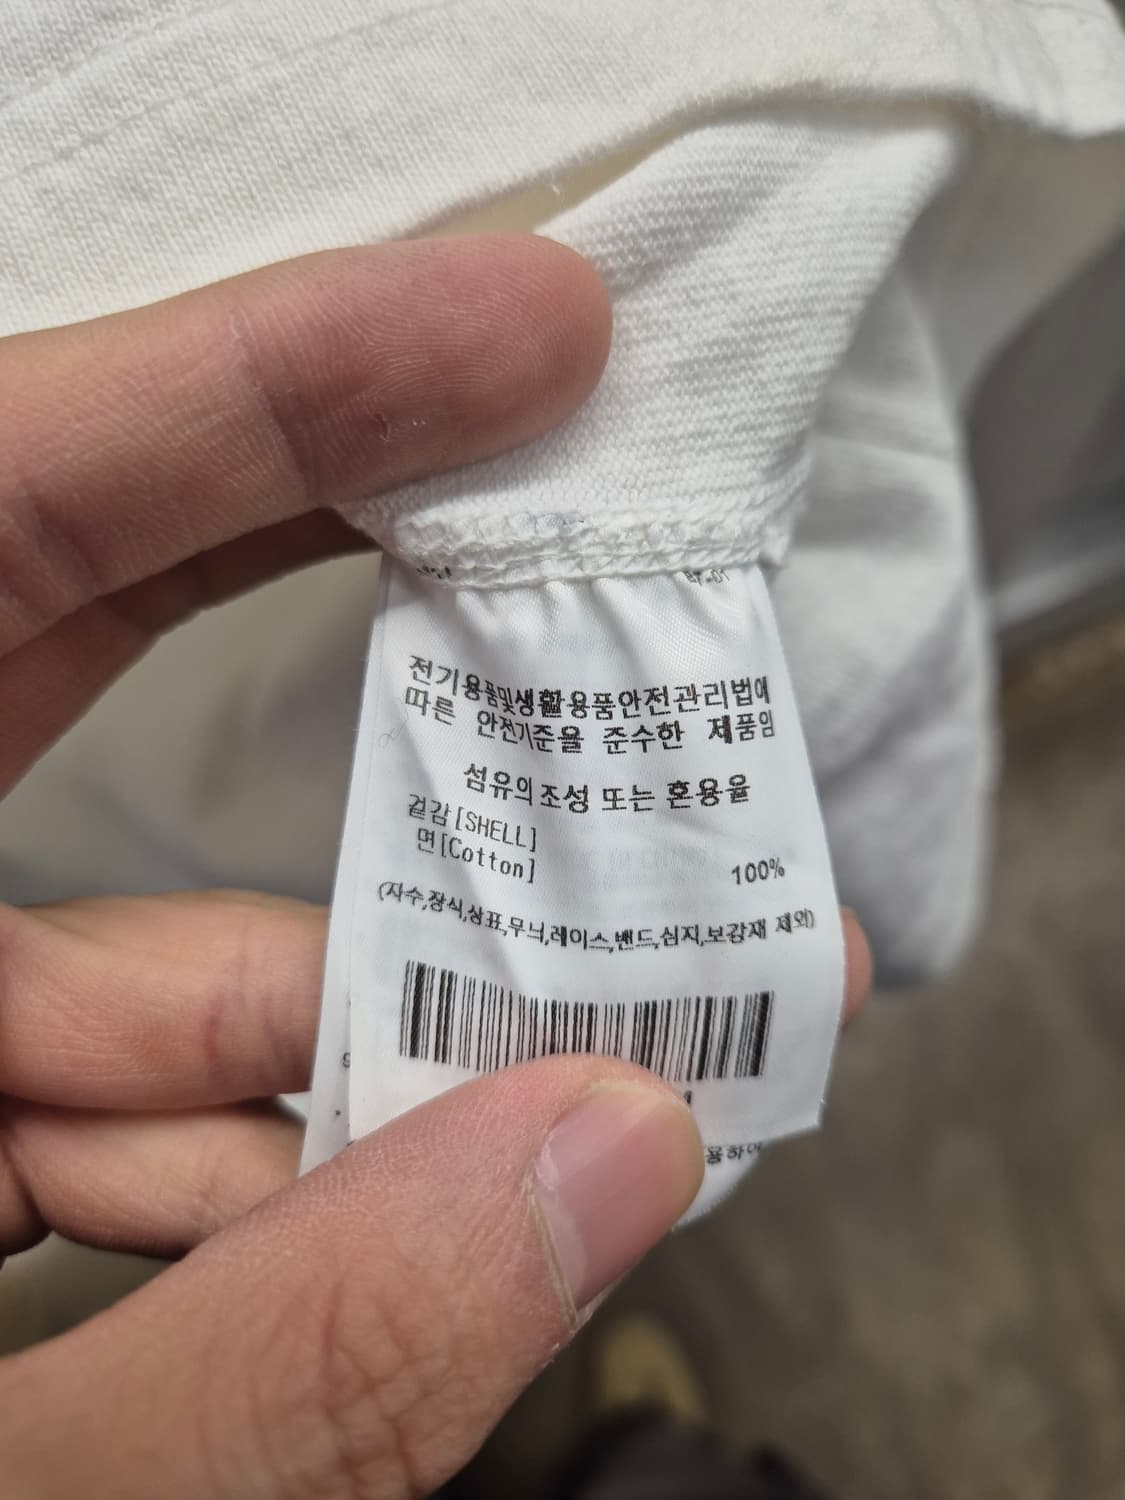 전기용품및생활용품안전관리법에
따른 안전기준을 준수한 제품임
섬유의조성 또는 혼용율
겉감[SHELL]
면[Cotton] 100%
(자수,장식,상표,무늬,레이스,밴드,심지,보강재 제외)
용하여